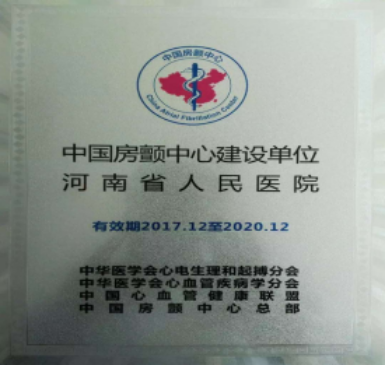 中国房颤中心
China Atrial Fibrillation Center
中国房颤中心建设单位
河南省人民医院
有效期2017.12至2020.12
中华医学会心电生理和起搏分会
中华医学会心血管疾病学分会
中国心血管健康联盟
中国房颤中心总部